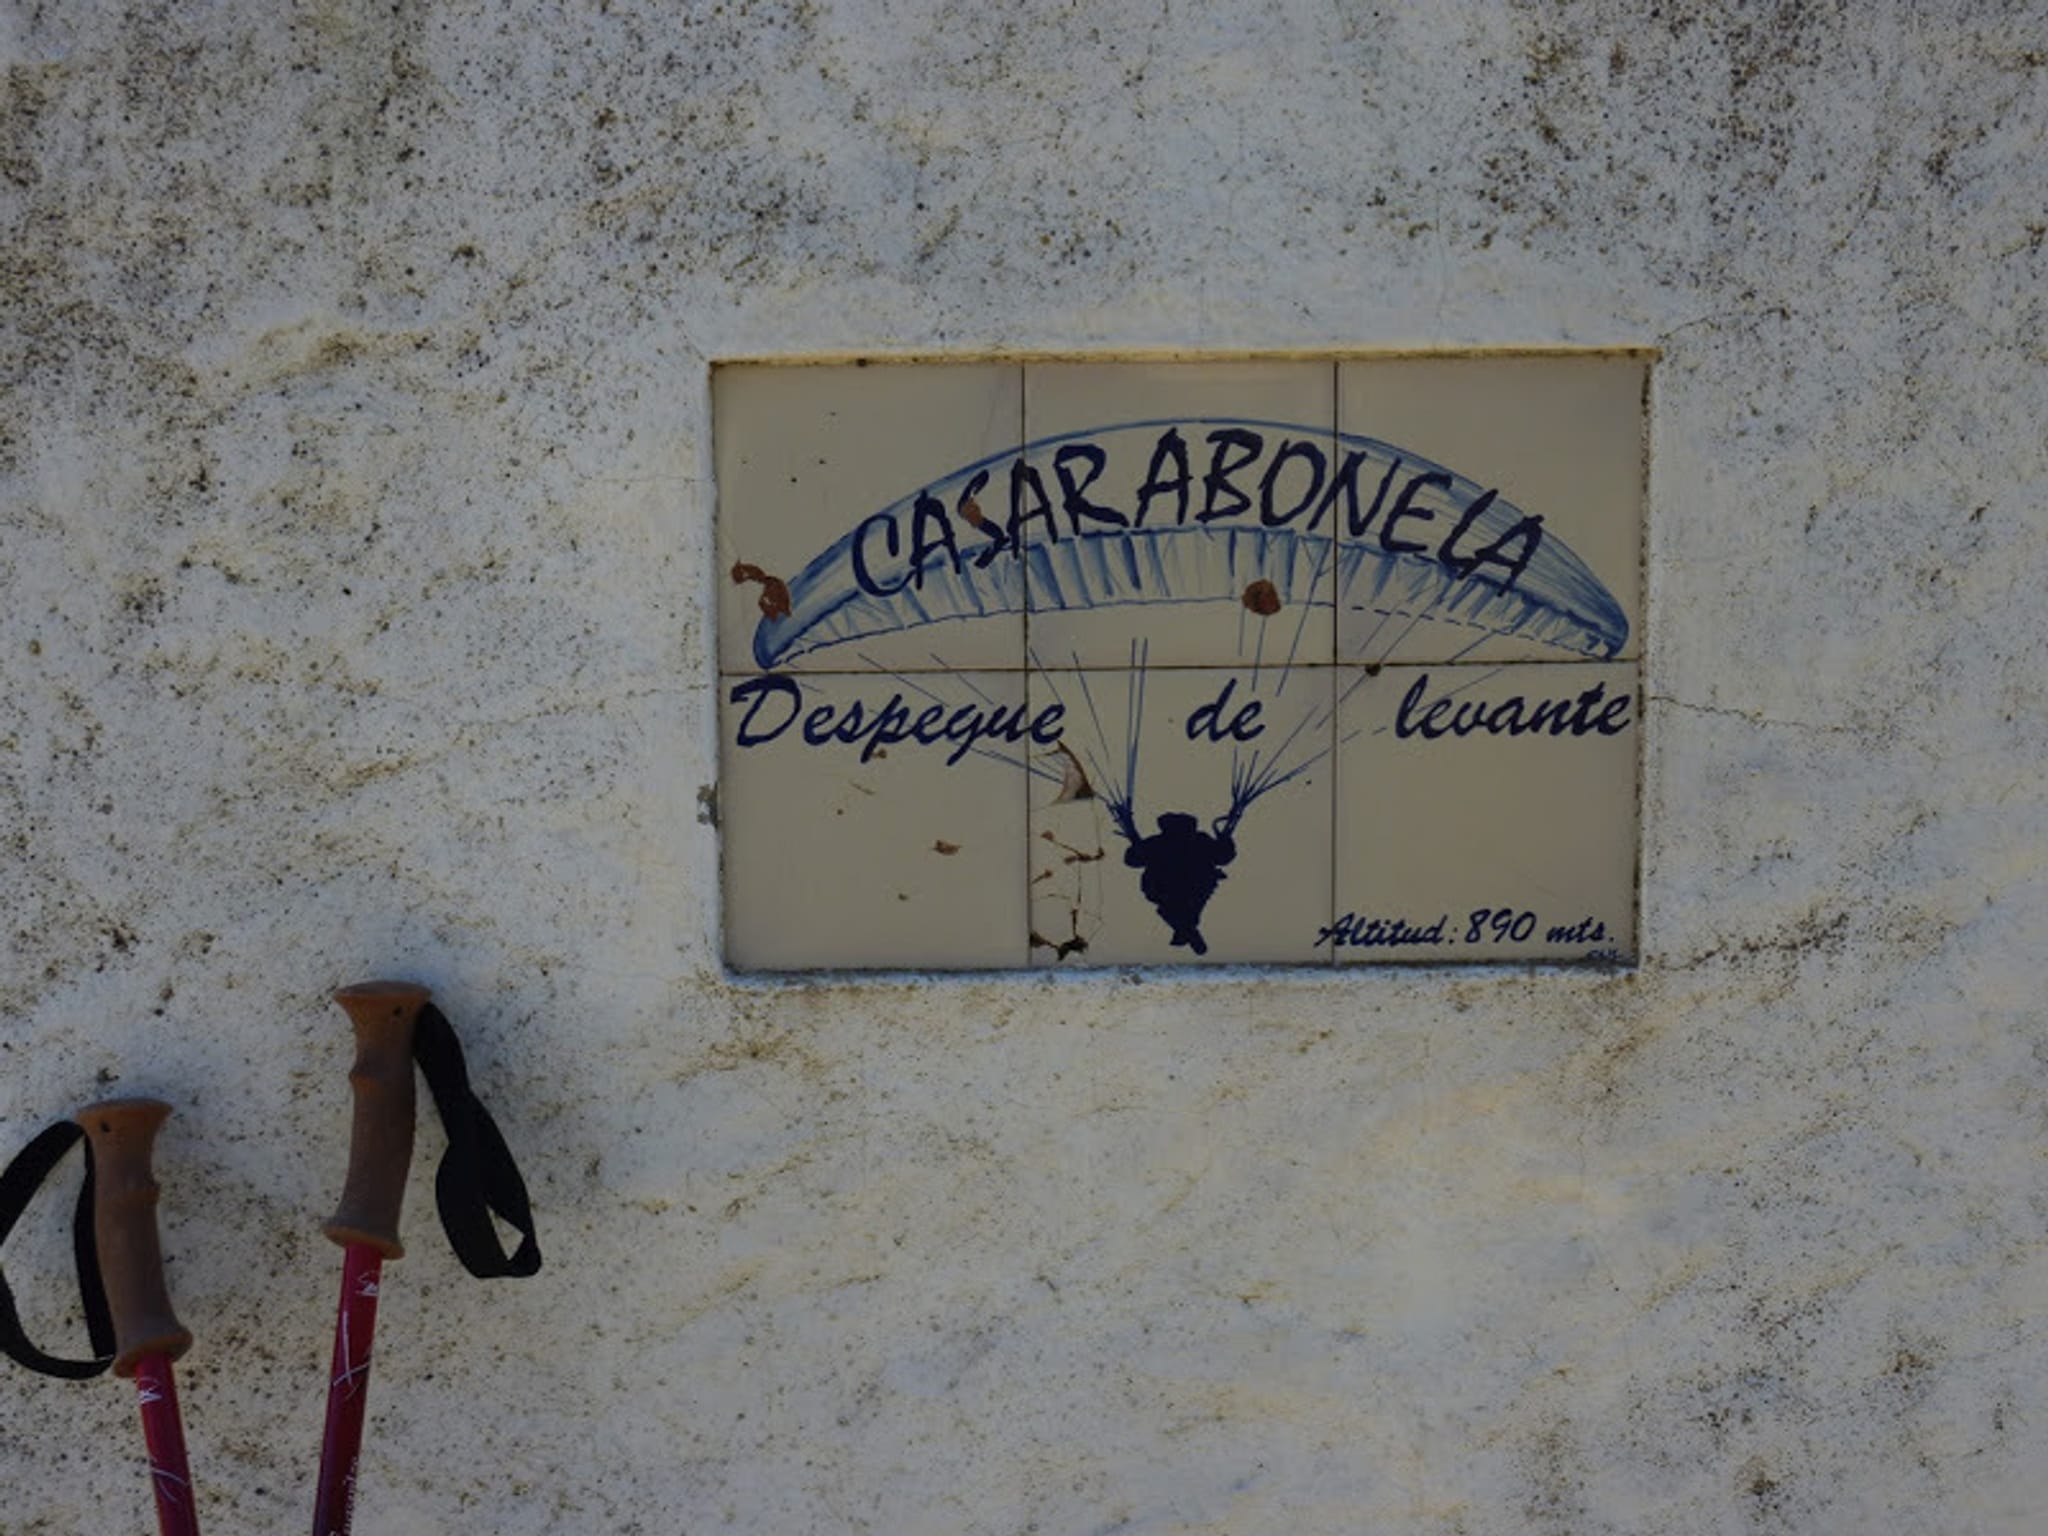 CASARABONELA
Despegue de levante
Altitud: 890 mts.